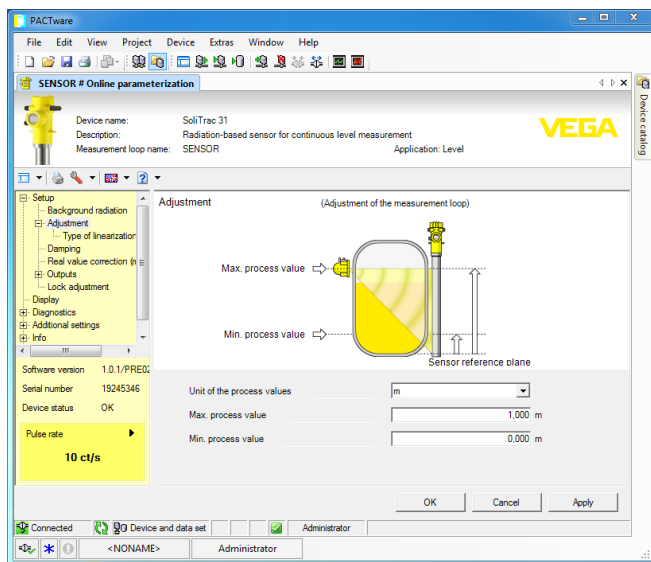 PACTware
File Edit View Project Device Extras Window Help
SENSOR # Online parameterization
Device name: SoliTrac 31
Description: Radiation-based sensor for continuous level measurement
Measurement loop name: SENSOR Application: Level
VEGA
Device catalog
Setup
Background radiation
Adjustment
Type of linearization
Damping
Real value correction (n
Outputs
Lock adjustment
Display
Diagnostics
Additional settings
Info
Software version 1.0.1/PRE02
Serial number 19245346
Device status OK
Pulse rate
10 ct/s
Adjustment (Adjustment of the measurement loop)
Max. process value
Min. process value
Sensor reference plane
Unit of the process values m
Max. process value 1,000 m
Min. process value 0,000 m
OK Cancel Apply
Connected Device and data set Administrator
<NONAME> Administrator